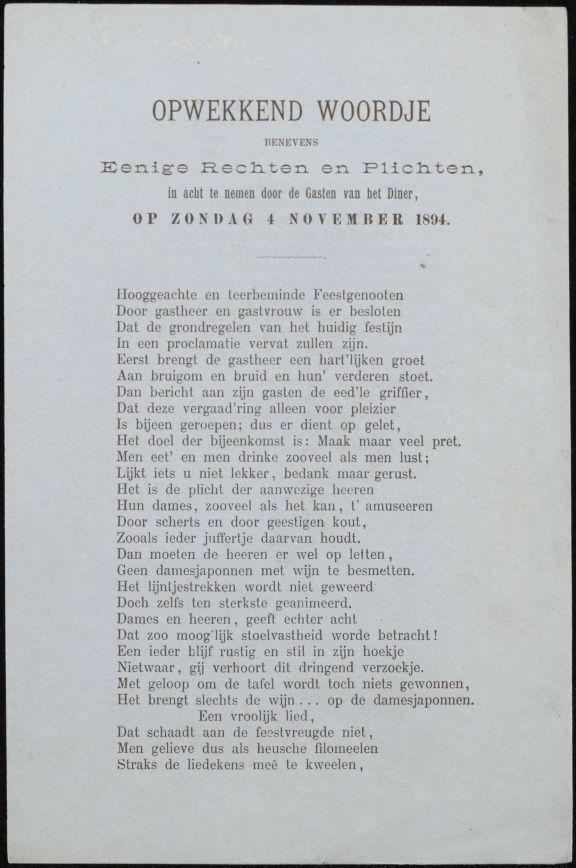 OPWEKKEND WOORDJE
BENEVENS
Eenige Rechten en Plichten,
in acht te nemen door de Gasten van het Diner,
OP ZONDAG 4 NOVEMBER 1894.
Hooggeachte en teerbeminde Feestgenooten
Door gastheer en gastvrouw is er besloten
Dat de grondregelen van het huidig festijn
In een proclamatie vervat zullen zijn.
Eerst brengt de gastheer een hart'lijken groet
Aan bruigom en bruid en hun' verderen stoet.
Dan bericht aan zijn gasten de eed'le griffier,
Dat deze vergaad'ring alleen voor pleizier
Is bijeen geroepen; dus er dient op gelet,
Het doel der bijeenkomst is: Maak maar veel pret.
Men eet' en men drinke zooveel als men lust;
Lijkt iets u niet lekker, bedank maar gerust.
Het is de plicht der aanwezige heeren
Hun dames, zooveel als het kan, t' amuseeren
Door scherts en door geestigen kout,
Zooals ieder juffertje daarvan houdt.
Dan moeten de heeren er wel op letten,
Geen damesjaponnen met wijn te besmetten.
Het lijntjestrekken wordt niet geweerd
Doch zelfs ten sterkste geanimeerd.
Dames en heeren, geeft echter acht
Dat zoo moog'lijk stoelvastheid worde betracht!
Een ieder blijf rustig en stil in zijn hoekje
Nietwaar, gij verhoort dit dringend verzoekje.
Met geloop om de tafel wordt toch niets gewonnen,
Het brengt slechts de wijn... op de damesjaponnen.
Een vroolijk lied,
Dat schaadt aan de feestvreugde niet,
Men gelieve dus als heusche filomeelen
Straks de liedekens meê te kweelen,